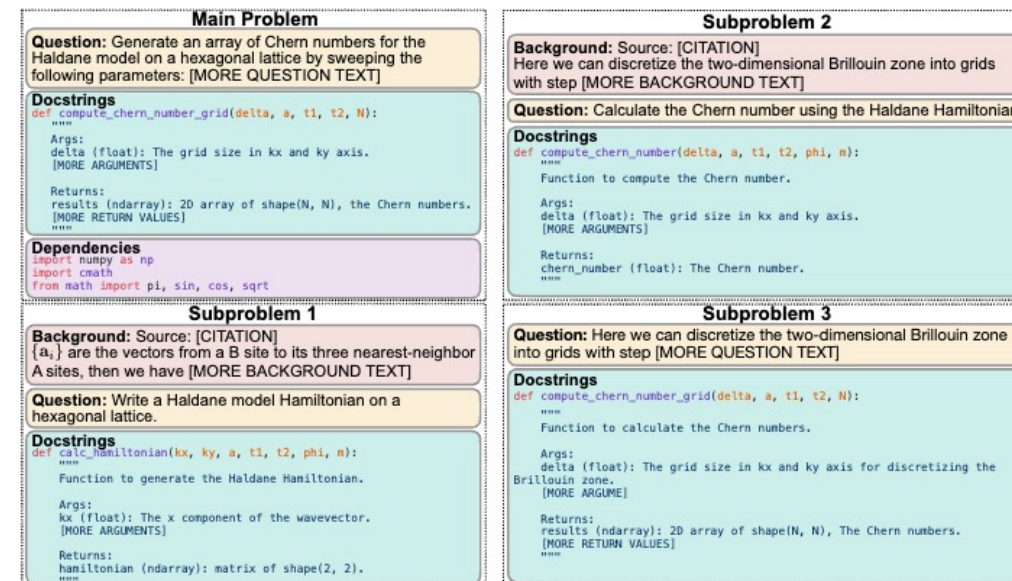 Main Problem
Question: Generate an array of Chern numbers for the
Haldane model on a hexagonal lattice by sweeping the
following parameters: [MORE QUESTION TEXT]
Docstrings
def compute_chern_number_grid(delta, a, t1, t2, N):
"""
Args:
delta (float): The grid size in kx and ky axis.
[MORE ARGUMENTS]
Returns:
results (ndarray): 2D array of shape(N, N), the Chern numbers.
[MORE RETURN VALUES]
"""
Dependencies
import numpy as np
import cmath
from math import pi, sin, cos, sqrt
Subproblem 1
Background: Source: [CITATION]
{a_i} are the vectors from a B site to its three nearest-neighbor
A sites, then we have [MORE BACKGROUND TEXT]
Question: Write a Haldane model Hamiltonian on a
hexagonal lattice.
Docstrings
def calc_hamiltonian(kx, ky, a, t1, t2, phi, m):
"""
Function to generate the Haldane Hamiltonian.
Args:
kx (float): The x component of the wavevector.
[MORE ARGUMENTS]
Returns:
hamiltonian (ndarray): matrix of shape(2, 2).
"""
Subproblem 2
Background: Source: [CITATION]
Here we can discretize the two-dimensional Brillouin zone into grids
with step [MORE BACKGROUND TEXT]
Question: Calculate the Chern number using the Haldane Hamiltonian
Docstrings
def compute_chern_number(delta, a, t1, t2, phi, m):
"""
Function to compute the Chern number.
Args:
delta (float): The grid size in kx and ky axis.
[MORE ARGUMENTS]
Returns:
chern_number (float): The Chern number.
"""
Subproblem 3
Question: Here we can discretize the two-dimensional Brillouin zone
into grids with step [MORE QUESTION TEXT]
Docstrings
def compute_chern_number_grid(delta, a, t1, t2, N):
"""
Function to calculate the Chern numbers.
Args:
delta (float): The grid size in kx and ky axis for discretizing the
Brillouin zone.
[MORE ARGUME]
Returns:
results (ndarray): 2D array of shape(N, N), The Chern numbers.
[MORE RETURN VALUES]
"""